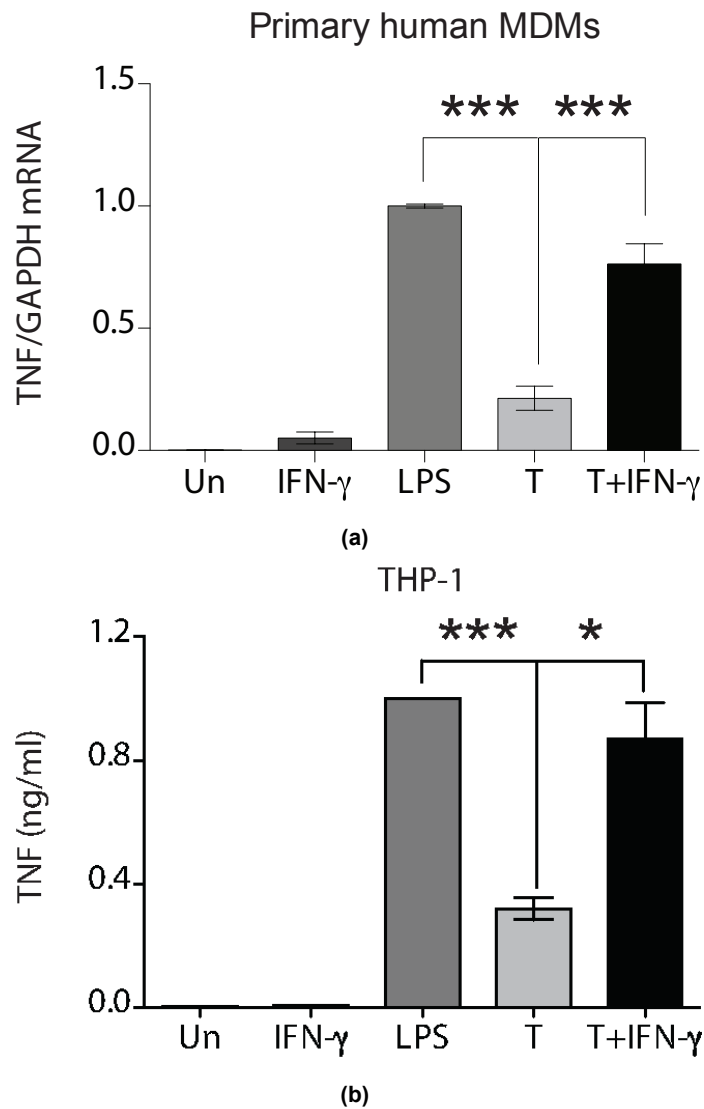 Primary human MDMs
TNF/GAPDH mRNA
1.5
1.0
0.5
0.0
*** ***
Un IFN-γ LPS T T+IFN-γ
(a)
THP-1
TNF (ng/ml)
1.2
0.8
0.4
0.0
*** *
Un IFN-γ LPS T T+IFN-γ
(b)